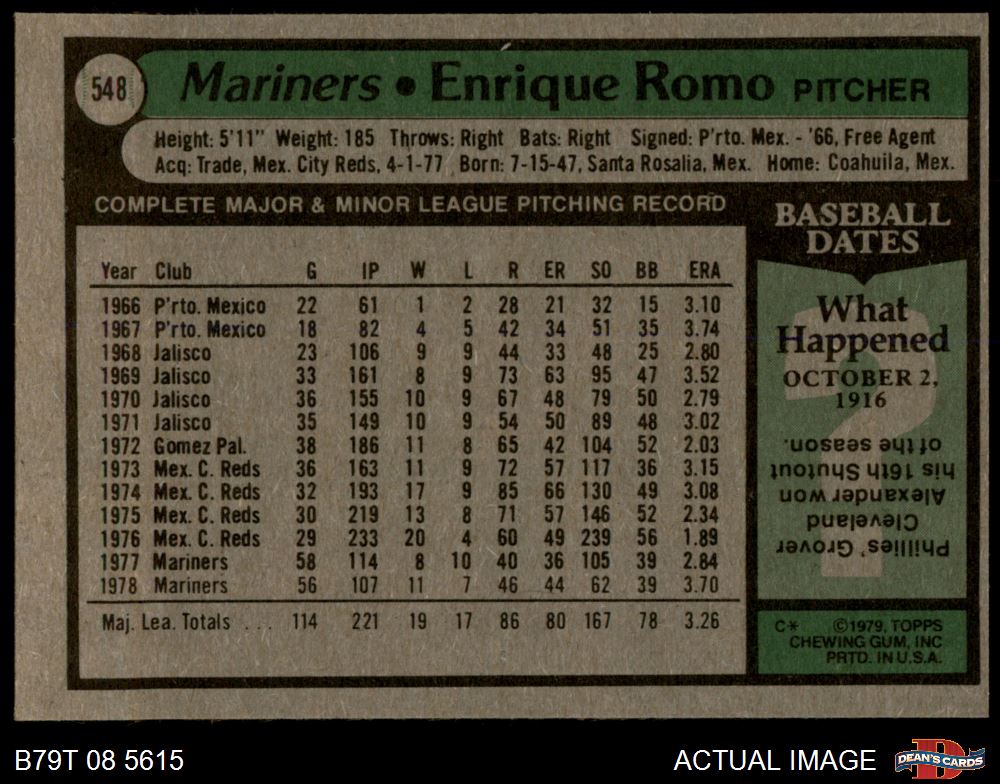 548
Mariners • Enrique Romo PITCHER
Height: 5'11" Weight: 185 Throws: Right Bats: Right Signed: P'rto. Mex. - '66, Free Agent
Acq: Trade, Mex. City Reds, 4-1-77 Born: 7-15-47, Santa Rosalia, Mex. Home: Coahuila, Mex.
COMPLETE MAJOR & MINOR LEAGUE PITCHING RECORD
Year Club G IP W L R ER SO BB ERA
1966 P'rto. Mexico 22 61 1 2 28 21 32 15 3.10
1967 P'rto. Mexico 18 82 4 5 42 34 51 35 3.74
1968 Jalisco 23 106 9 9 44 33 48 25 2.80
1969 Jalisco 33 161 8 9 73 63 95 47 3.52
1970 Jalisco 36 155 10 9 67 48 79 50 2.79
1971 Jalisco 35 149 10 9 54 50 89 48 3.02
1972 Gomez Pal. 38 186 11 8 65 42 104 52 2.03
1973 Mex. C. Reds 36 163 11 9 72 57 117 36 3.15
1974 Mex. C. Reds 32 193 17 9 85 66 130 49 3.08
1975 Mex. C. Reds 30 219 13 8 71 57 146 52 2.34
1976 Mex. C. Reds 29 233 20 4 60 49 239 56 1.89
1977 Mariners 58 114 8 10 40 36 105 39 2.84
1978 Mariners 56 107 11 7 46 44 62 39 3.70
Maj. Lea. Totals ... 114 221 19 17 86 80 167 78 3.26
BASEBALL
DATES
What
Happened
OCTOBER 2,
1916
Phillies' Grover
Cleveland
Alexander won
his 16th Shutout
of the season.
C* ©1979, TOPPS
CHEWING GUM, INC
PRTD. IN U.S.A.
B79T 08 5615
ACTUAL IMAGE
DEAN'S CARDS